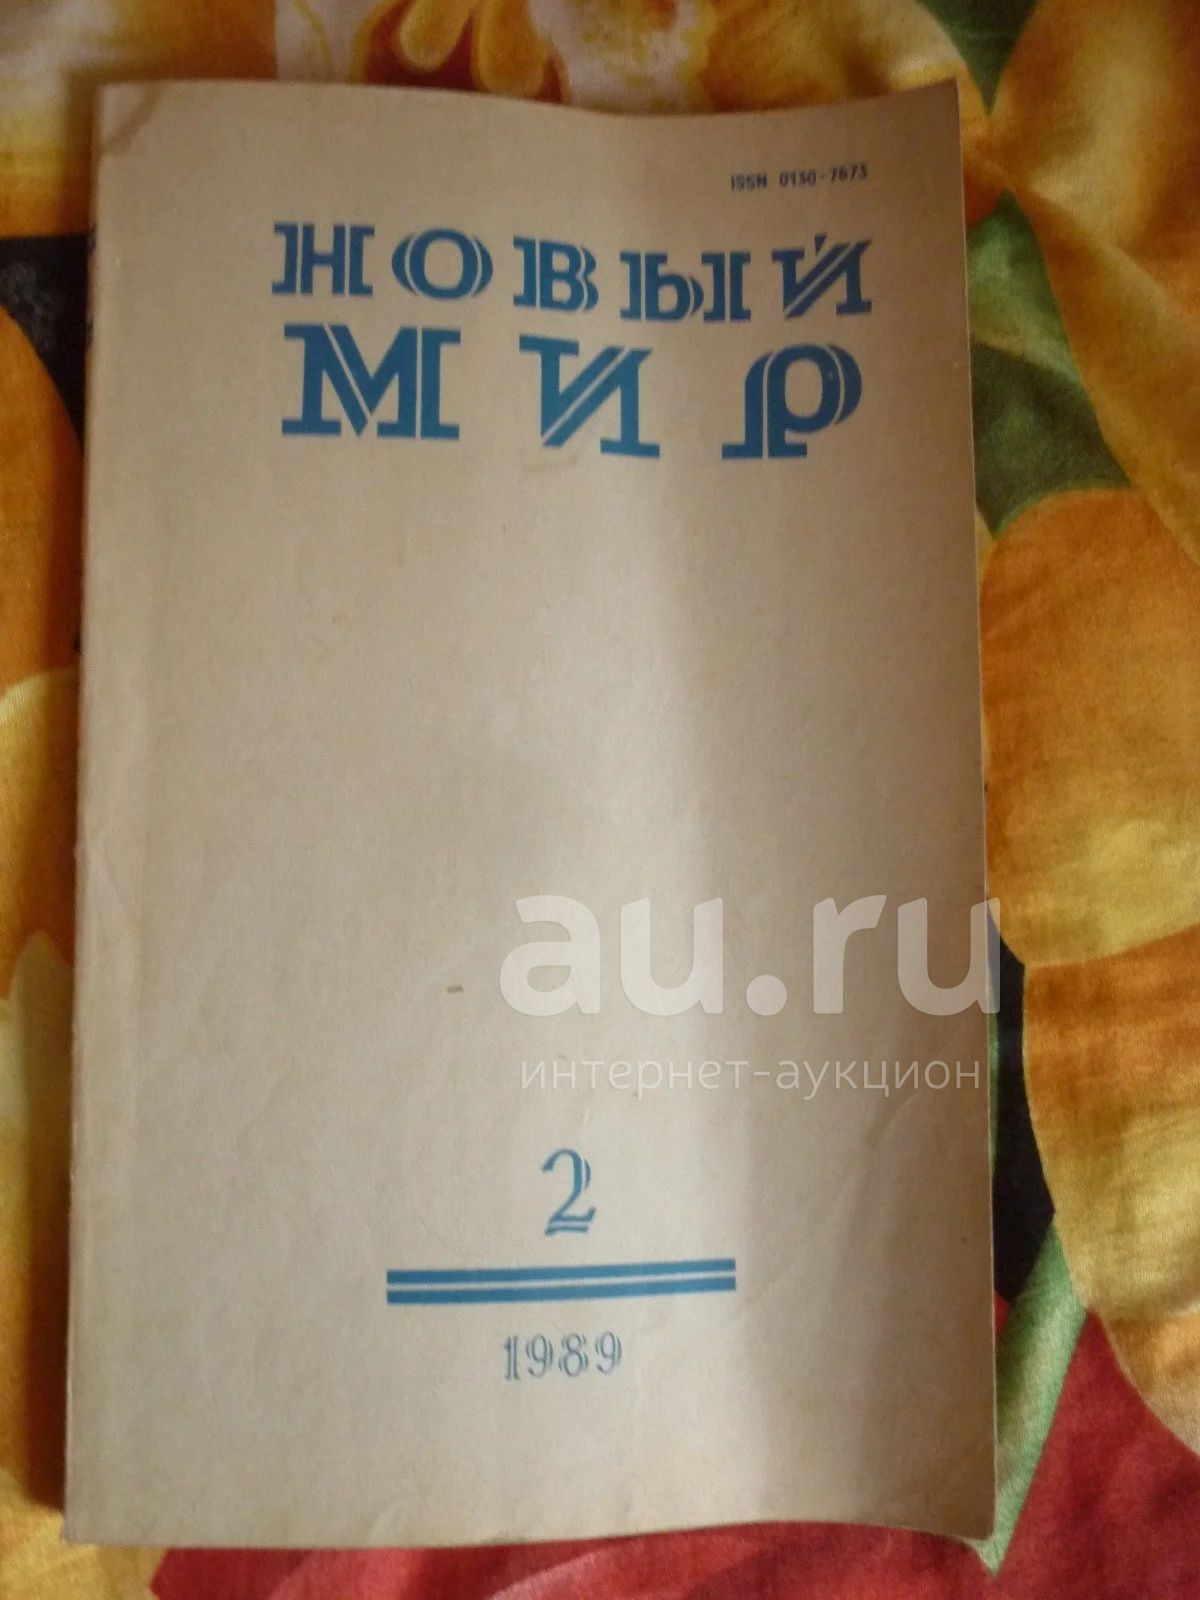 ISSN 0130-7673
НОВЫЙ
МИР
au.ru
интернет-аукцион
2
1989